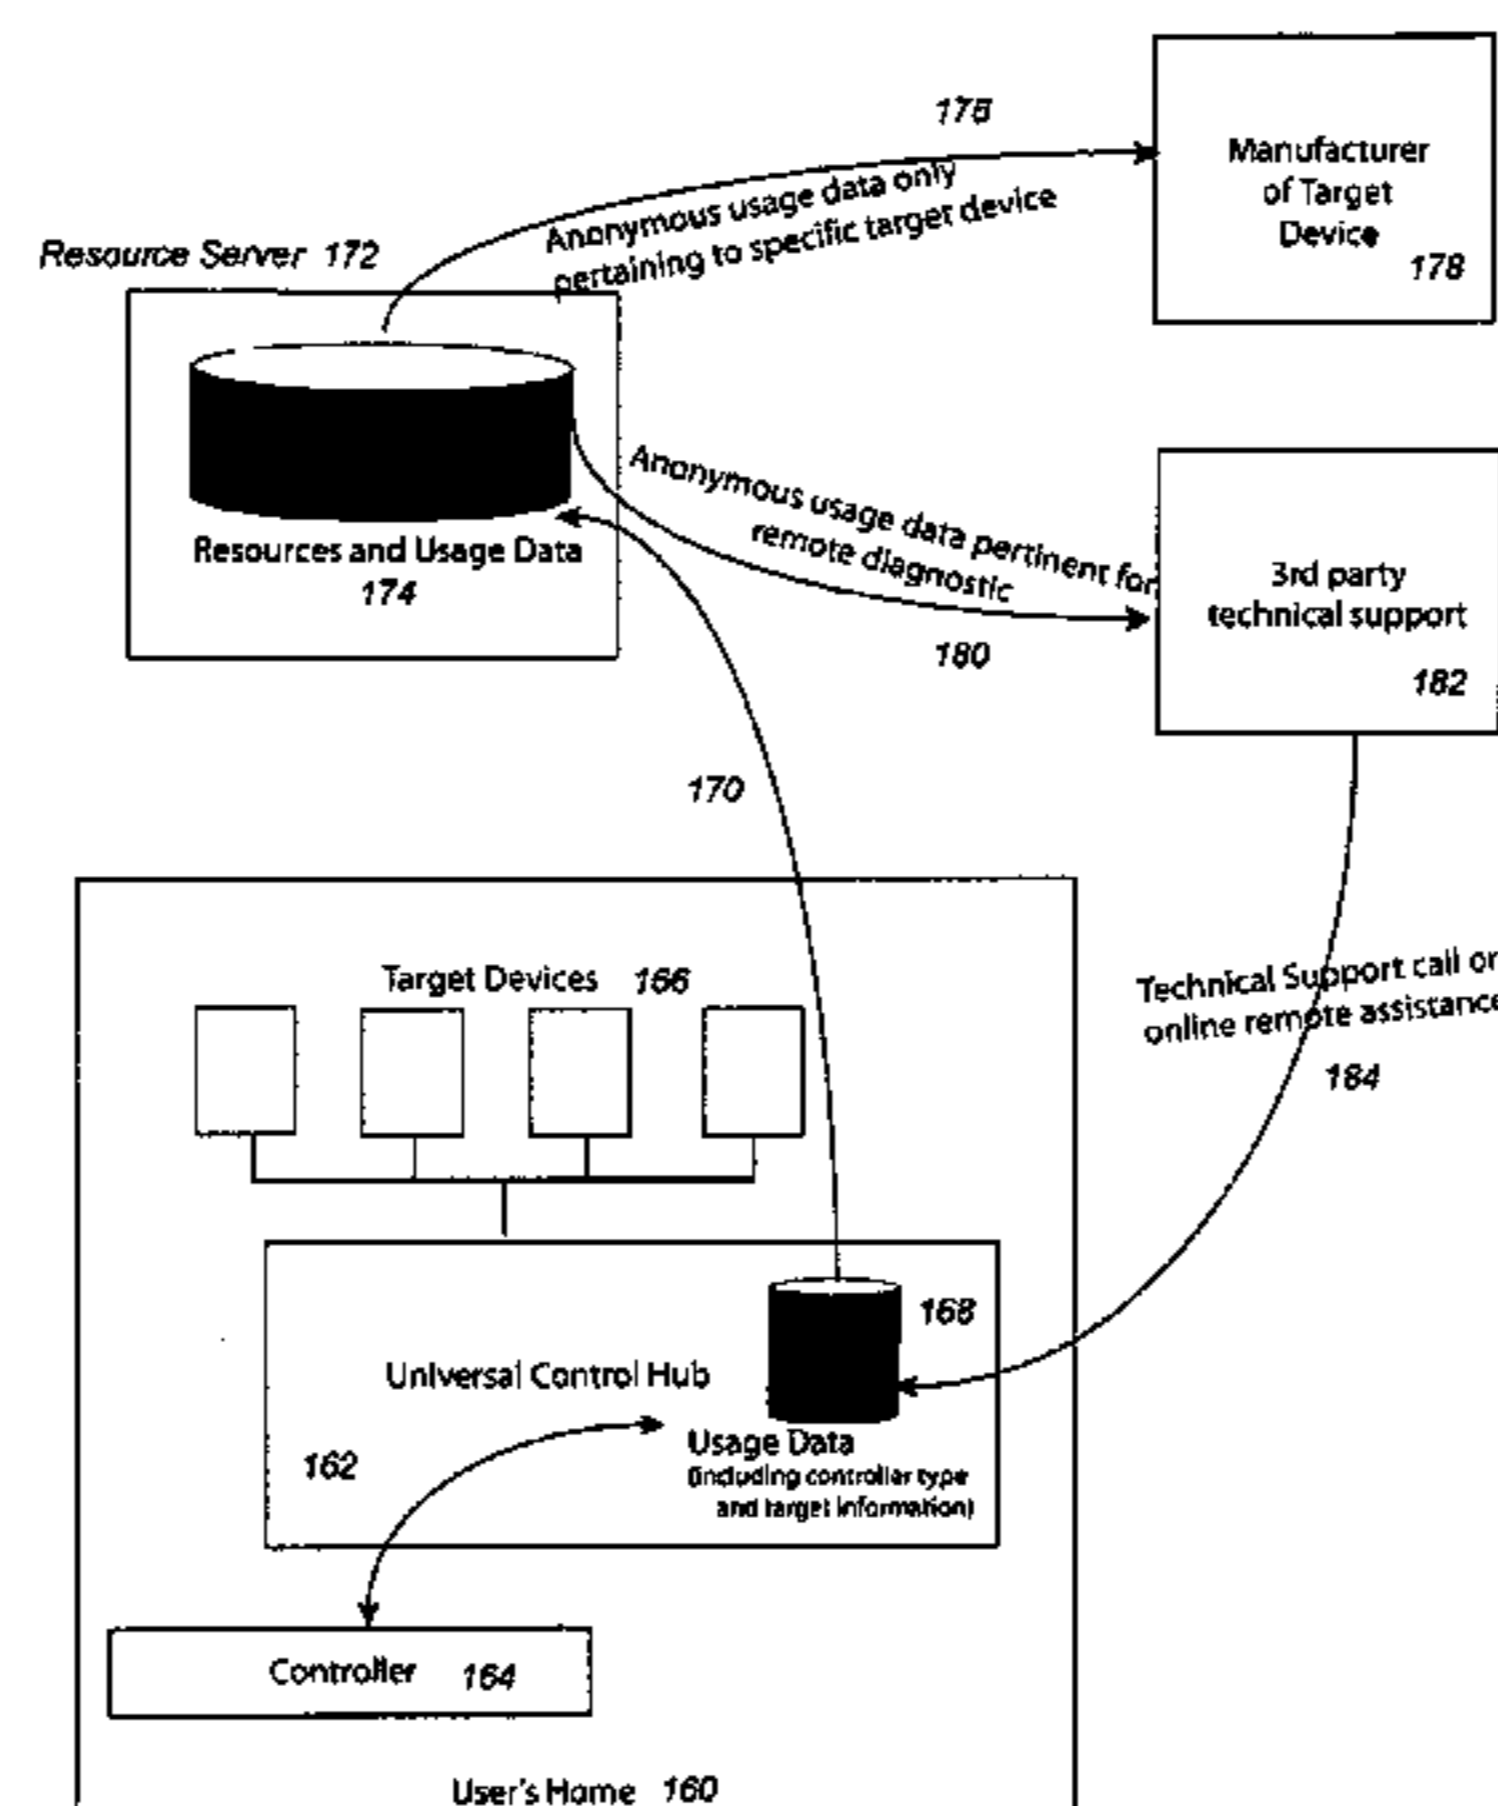 176
Manufacturer
of Target
Device
178
Anonymous usage data only
pertaining to specific target device
Resource Server 172
Resources and Usage Data
174
Anonymous usage data pertinent for
remote diagnostic
180
3rd party
technical support
182
170
Technical Support call or
online remote assistance
184
Target Devices 166
168
Universal Control Hub
162
Usage Data
(including controller type
and target information)
Controller 164
User's Home 160